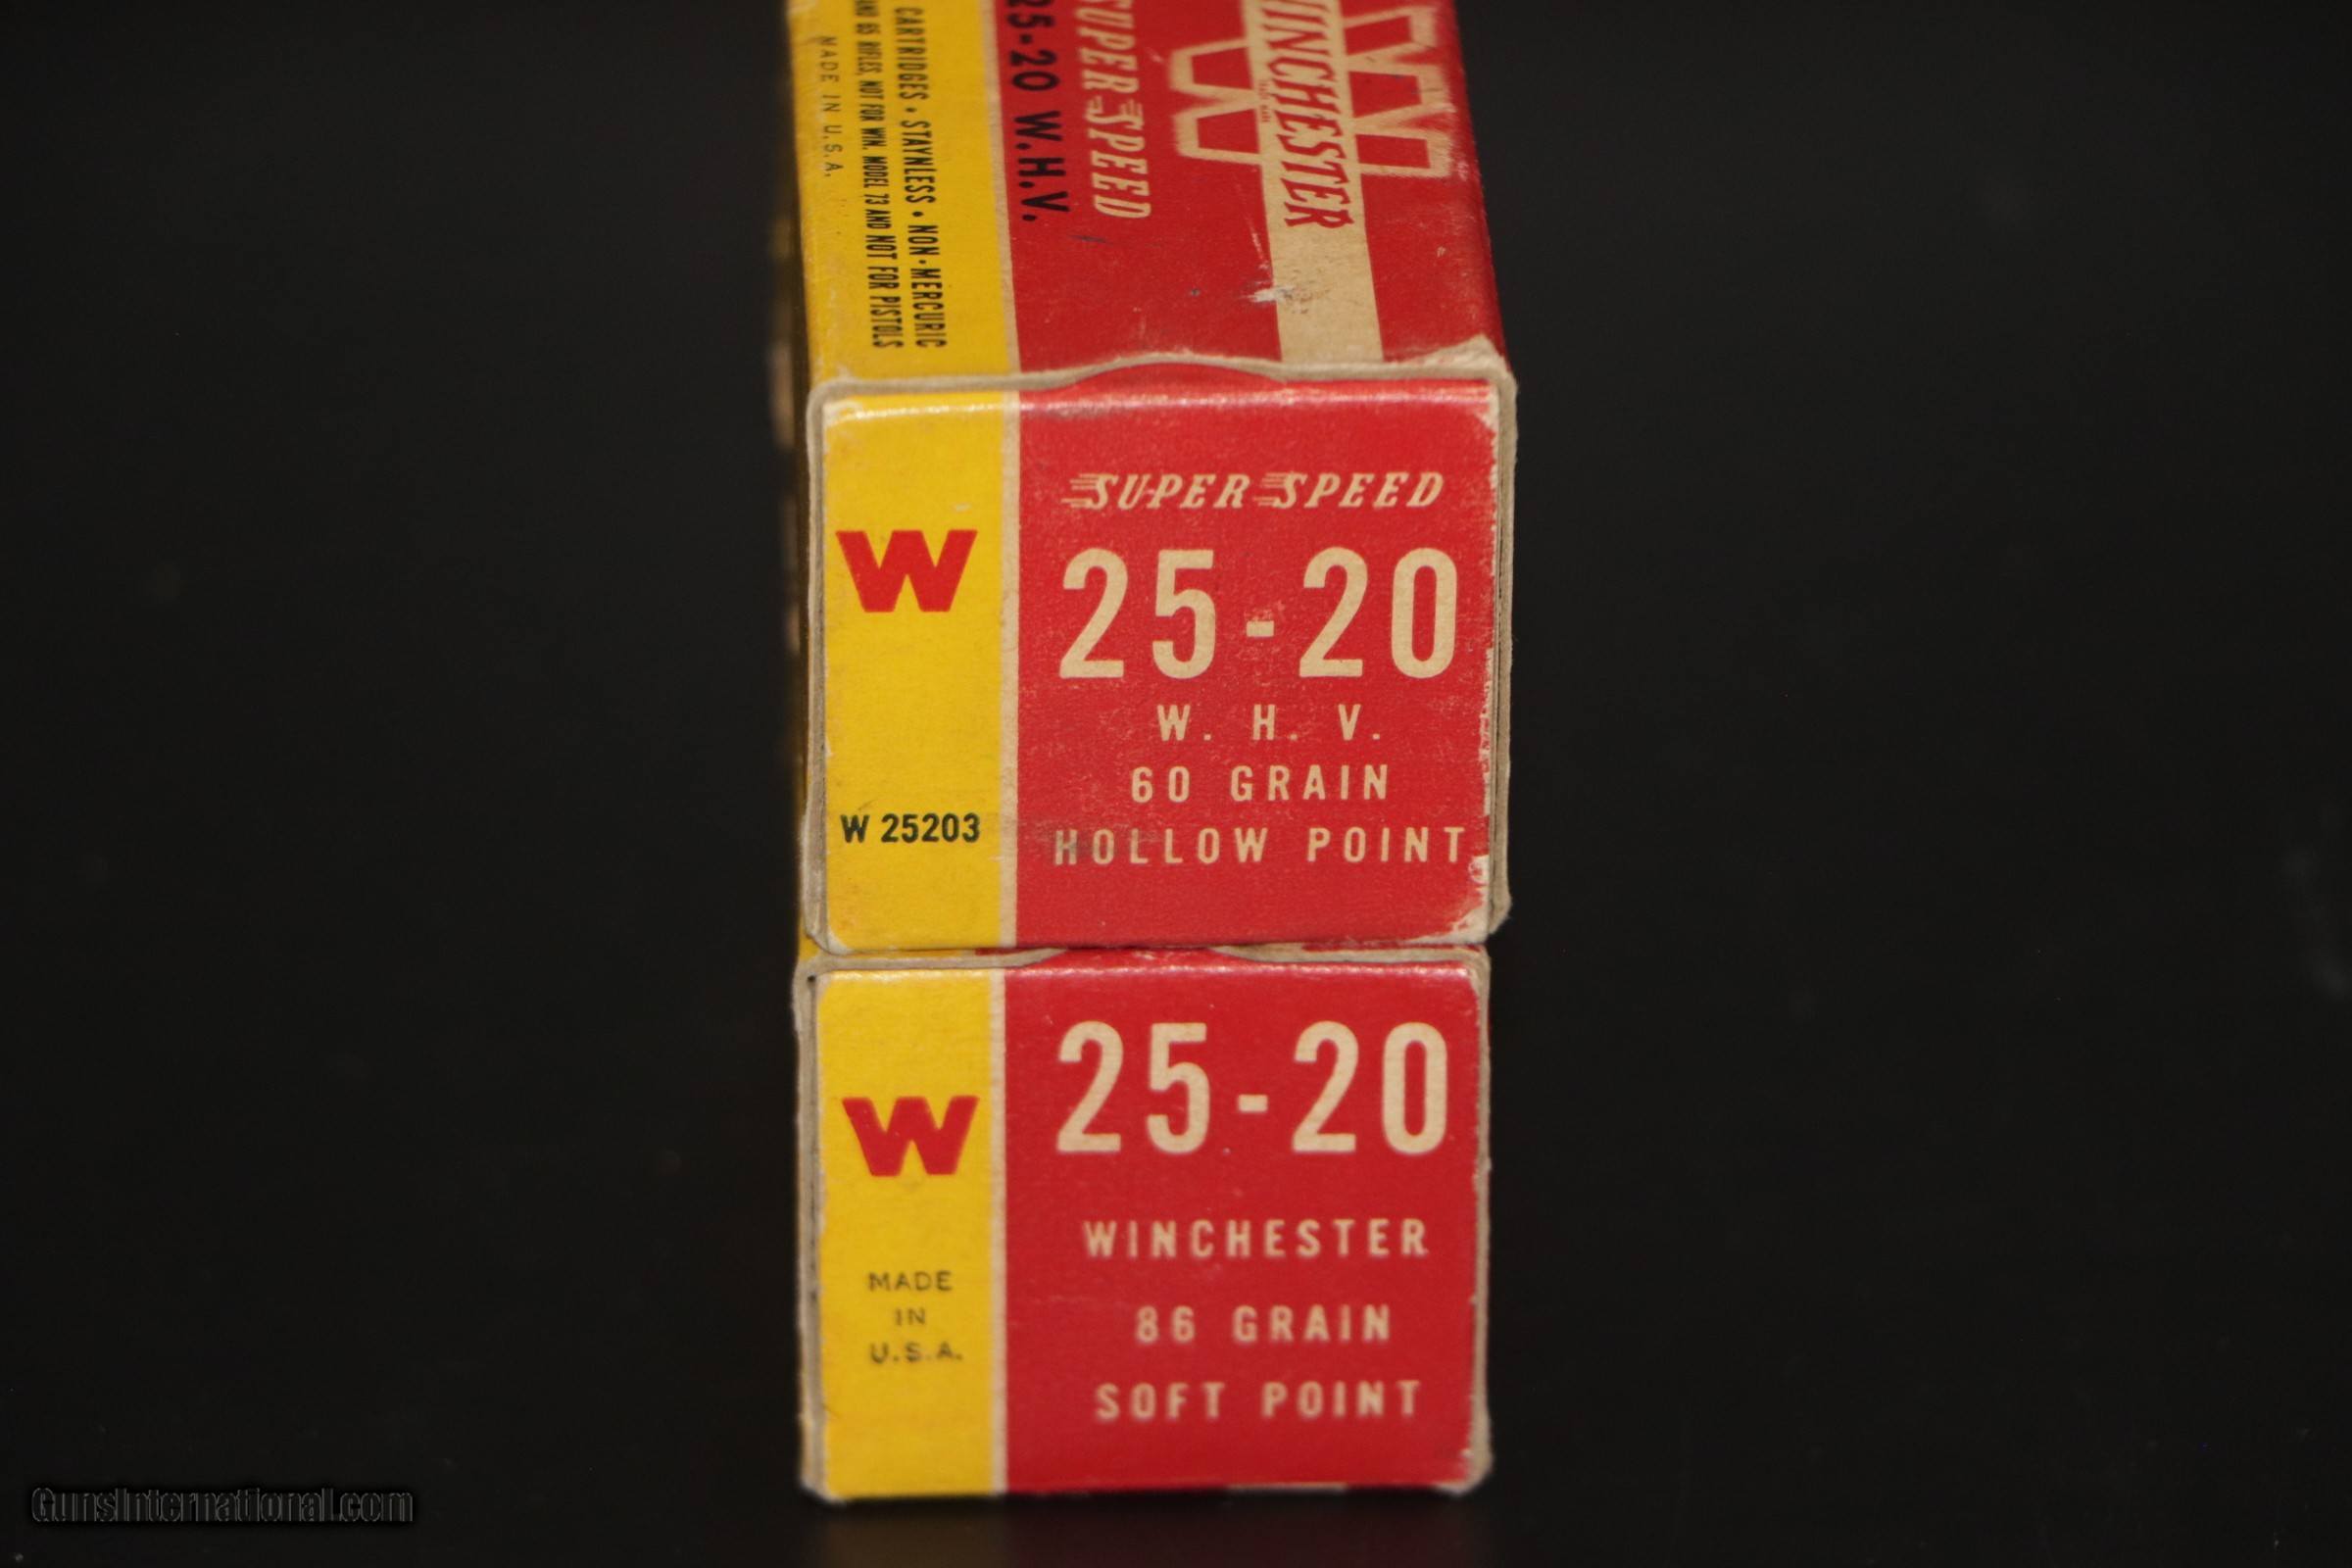 CARTRIDGES • STAYNLESS • NON-MERCURIC
AND 65 RIFLES, NOT FOR WIN. MODEL 73 AND NOT FOR PISTOLS
MADE IN U.S.A.
W
WINCHESTER
TRADE MARK
SUPER SPEED
25-20 W.H.V.
W
W 25203
SUPER SPEED
25-20
W. H. V.
60 GRAIN
HOLLOW POINT
W
MADE
IN
U.S.A.
25-20
WINCHESTER
86 GRAIN
SOFT POINT
GunsInternational.com